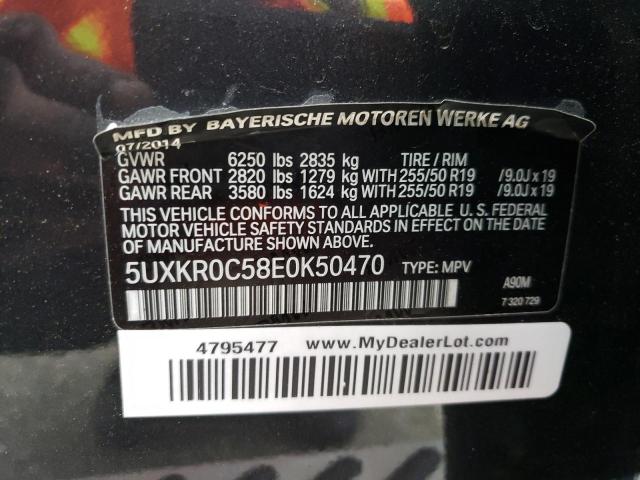 MFD BY BAYERISCHE MOTOREN WERKE AG
07/2014
GVWR 6250 lbs 2835 kg TIRE / RIM
GAWR FRONT 2820 lbs 1279 kg WITH 255/50 R19 /9.0J x 19
GAWR REAR 3580 lbs 1624 kg WITH 255/50 R19 /9.0J x 19
THIS VEHICLE CONFORMS TO ALL APPLICABLE U. S. FEDERAL
MOTOR VEHICLE SAFETY STANDARDS IN EFFECT ON THE DATE
OF MANUFACTURE SHOWN ABOVE.
5UXKR0C58E0K50470 TYPE: MPV
A90M
7 320 729
4795477 www.MyDealerLot.com